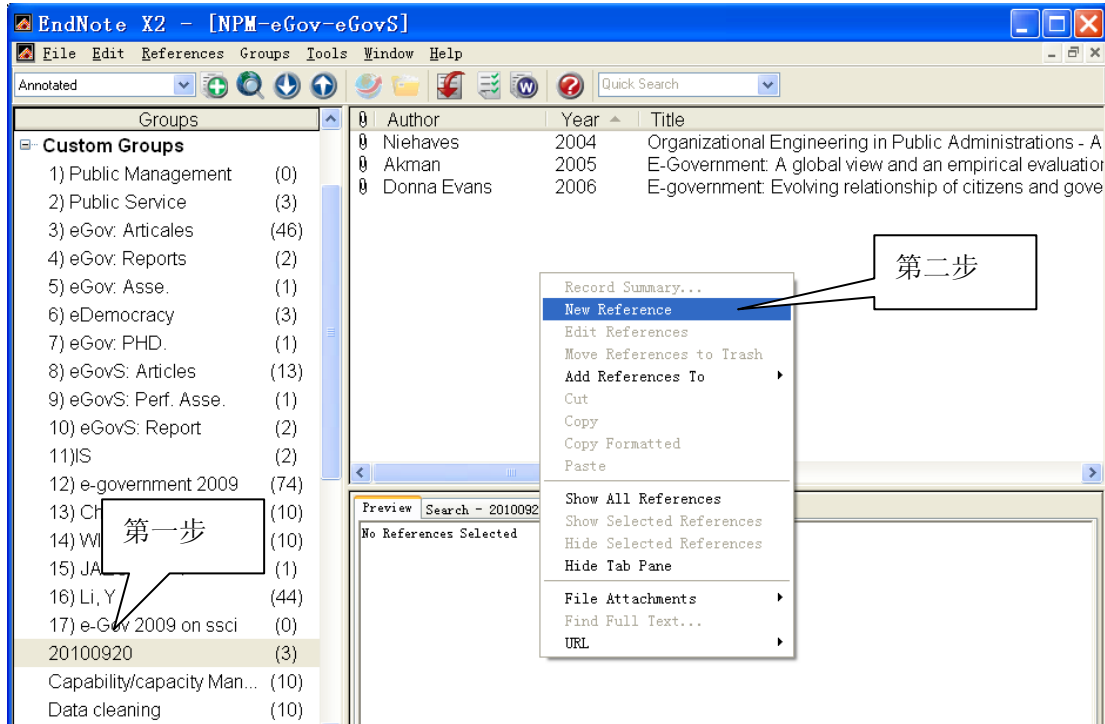 EndNote X2 - [NPM-eGov-eGovS]
File Edit References Groups Tools Window Help
Annotated
Quick Search
Groups
Custom Groups
1) Public Management (0)
2) Public Service (3)
3) eGov: Articales (46)
4) eGov: Reports (2)
5) eGov: Asse. (1)
6) eDemocracy (3)
7) eGov: PHD. (1)
8) eGovS: Articles (13)
9) eGovS: Perf. Asse. (1)
10) eGovS: Report (2)
11)IS (2)
12) e-government 2009 (74)
13) (10)
14) (10)
15) (1)
16) Li, Y (44)
17) e-Gov 2009 on ssci (0)
20100920 (3)
Capability/capacity Man... (10)
Data cleaning (10)
第一步
Author Year Title
Niehaves 2004 Organizational Engineering in Public Administrations - A
Akman 2005 E-Government: A global view and an empirical evaluation
Donna Evans 2006 E-government: Evolving relationship of citizens and gove
第二步
Record Summary...
New Reference
Edit References
Move References to Trash
Add References To
Cut
Copy
Copy Formatted
Paste
Show All References
Show Selected References
Hide Selected References
Hide Tab Pane
File Attachments
Find Full Text...
URL
Preview Search - 2010092
No References Selected